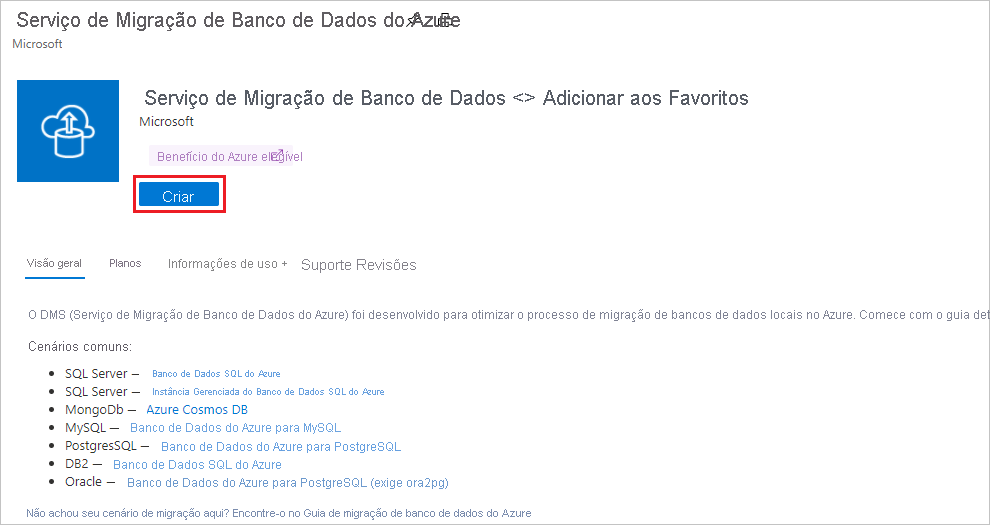 Serviço de Migração de Banco de Dados do Azure
Microsoft
Serviço de Migração de Banco de Dados <> Adicionar aos Favoritos
Microsoft
Benefício do Azure elegível
Criar
Visão geral Planos Informações de uso + Suporte Revisões
O DMS (Serviço de Migração de Banco de Dados do Azure) foi desenvolvido para otimizar o processo de migração de bancos de dados locais no Azure. Comece com o guia det
Cenários comuns:
• SQL Server — Banco de Dados SQL do Azure
• SQL Server — Instância Gerenciada do Banco de Dados SQL do Azure
• MongoDb — Azure Cosmos DB
• MySQL — Banco de Dados do Azure para MySQL
• PostgresSQL — Banco de Dados do Azure para PostgreSQL
• DB2 — Banco de Dados SQL do Azure
• Oracle — Banco de Dados do Azure para PostgreSQL (exige ora2pg)
Não achou seu cenário de migração aqui? Encontre-o no Guia de migração de banco de dados do Azure